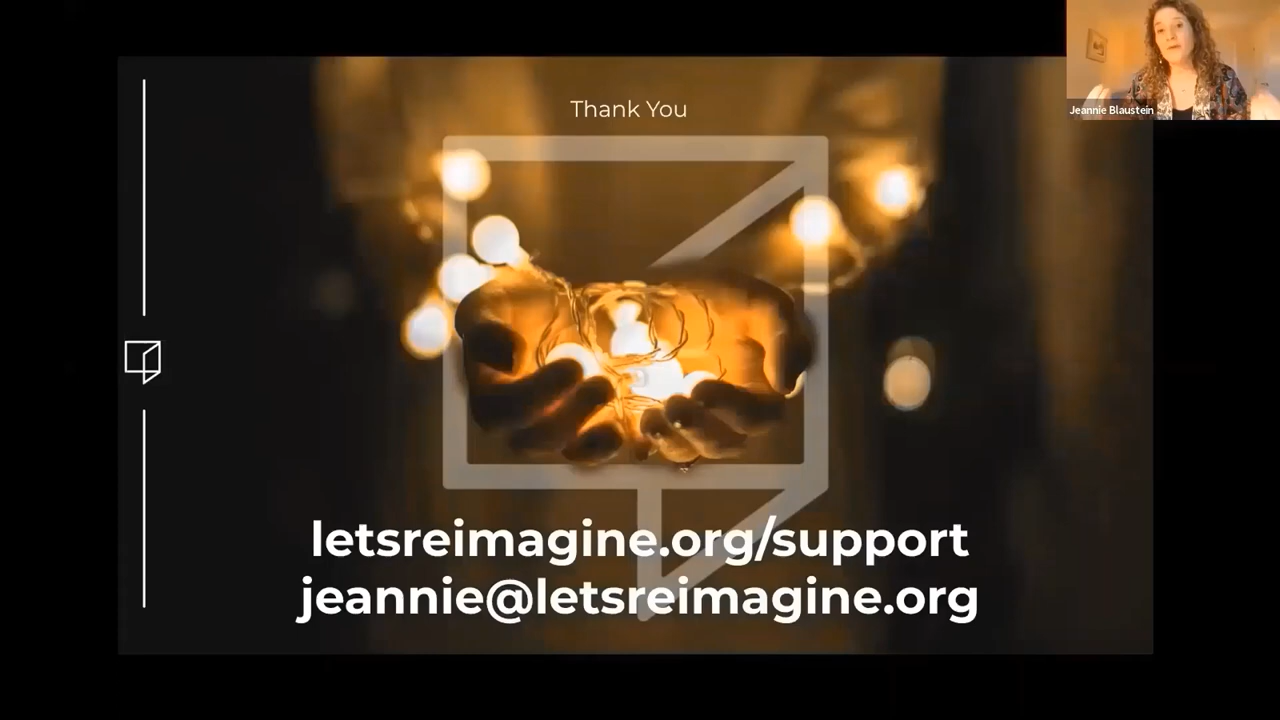 Thank You
Jeannie Blaustein
letsreimagine.org/support
jeannie@letsreimagine.org